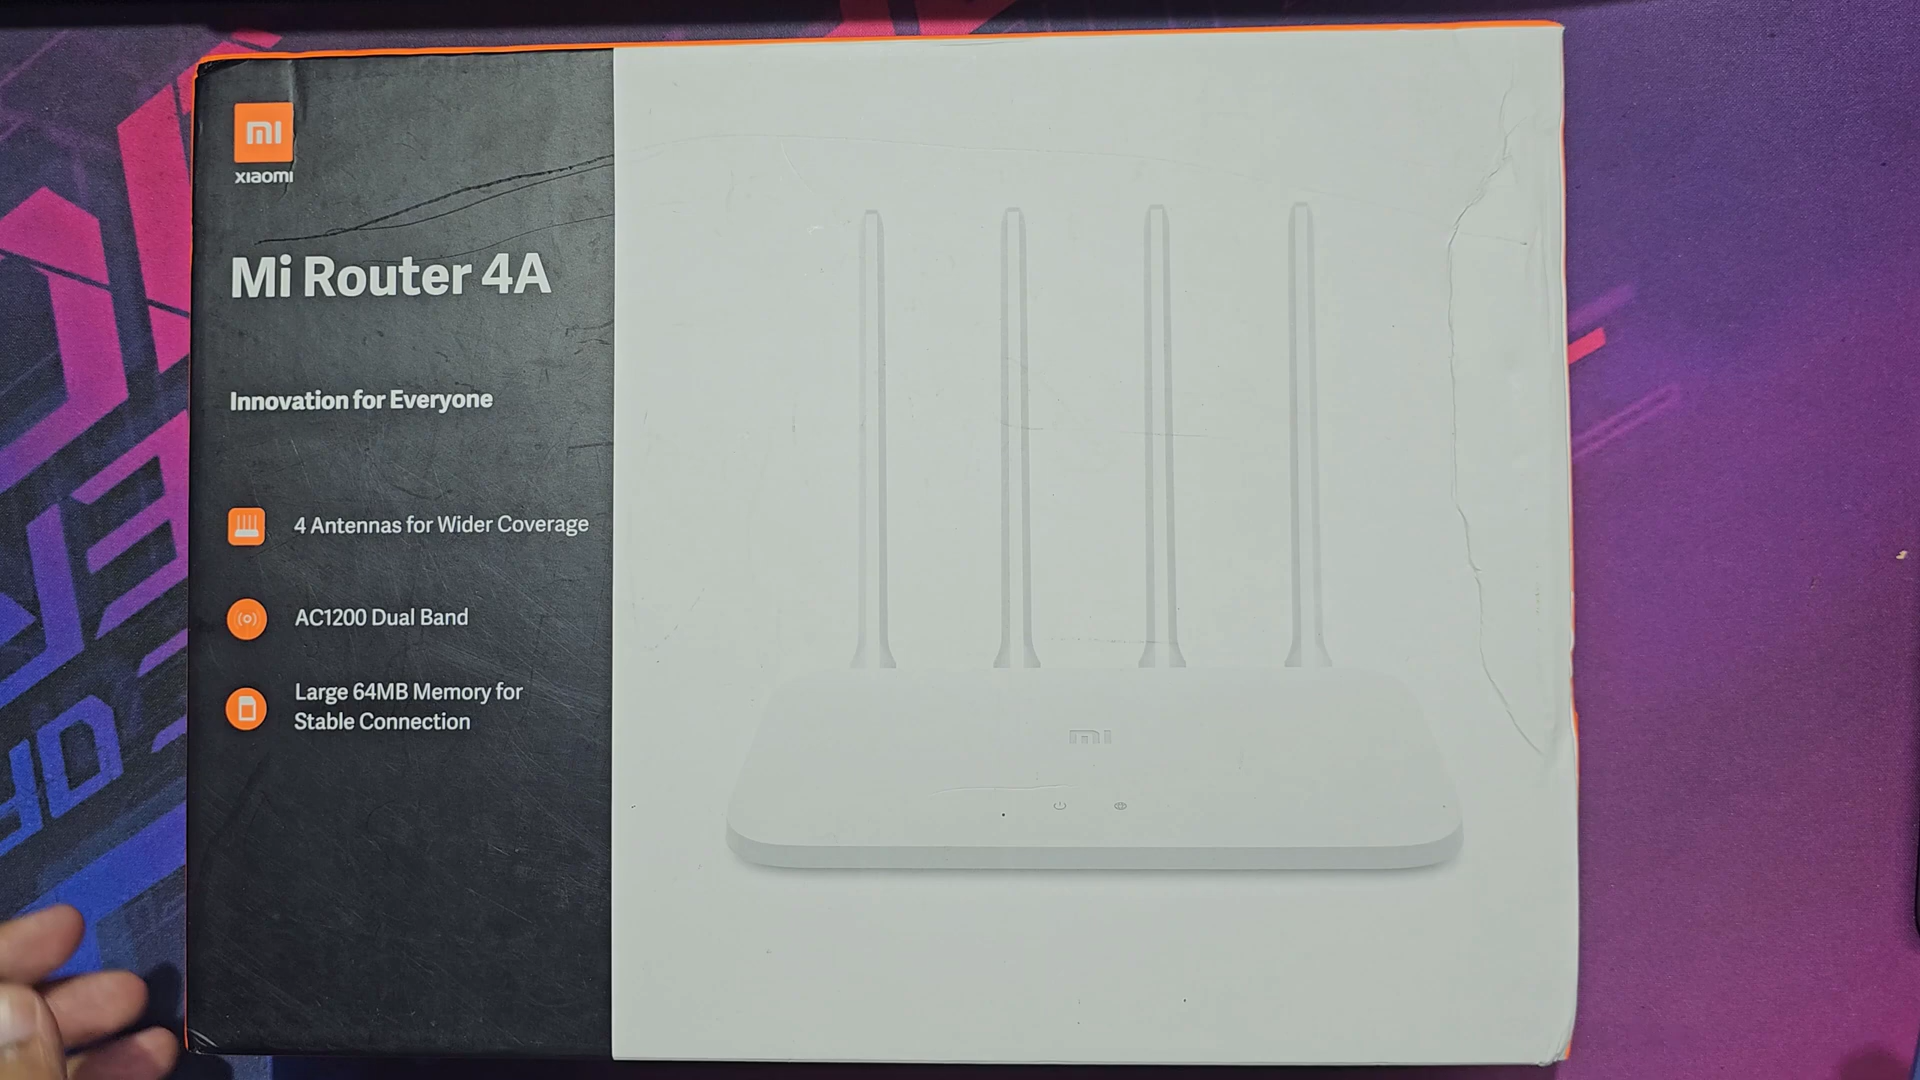 mi
xiaomi
Mi Router 4A
Innovation for Everyone
4 Antennas for Wider Coverage
AC1200 Dual Band
Large 64MB Memory for
Stable Connection
mi